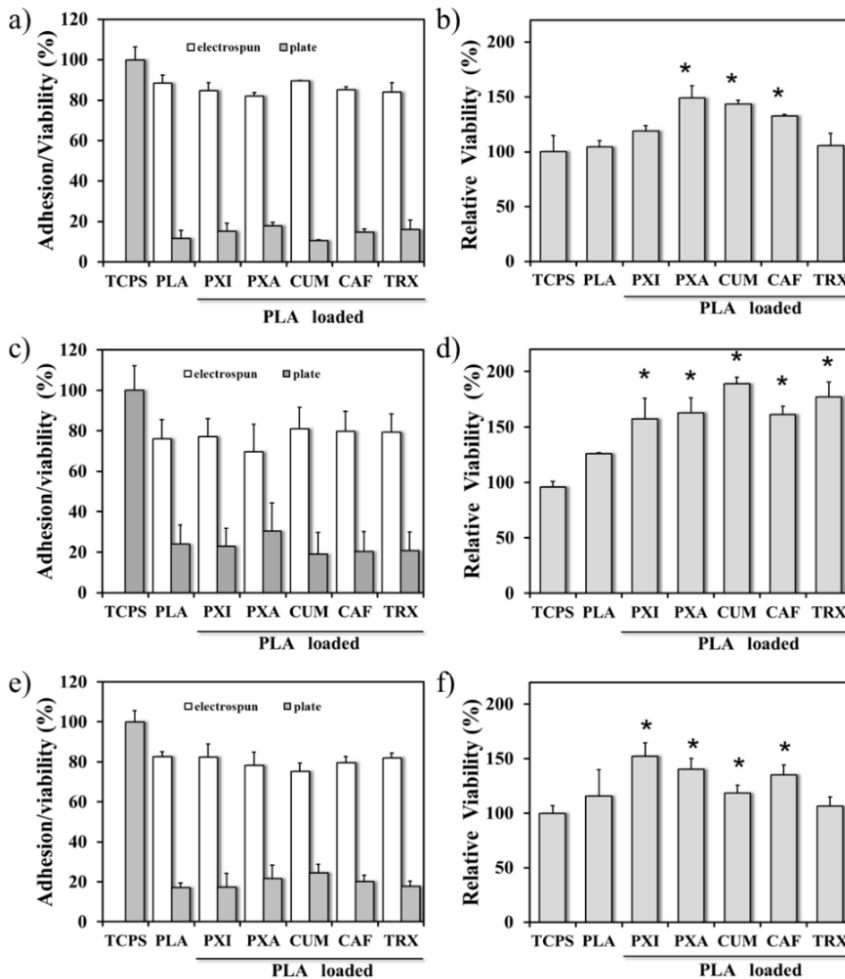 a)
Adhesion/Viability (%)
120
100
80
60
40
20
0
electrospun plate
TCPS PLA PXI PXA CUM CAF TRX
PLA loaded
b)
Relative Viability (%)
200
150
100
50
0
* * *
TCPS PLA PXI PXA CUM CAF TRX
PLA loaded
c)
Adhesion/viability (%)
120
100
80
60
40
20
0
electrospun plate
TCPS PLA PXI PXA CUM CAF TRX
PLA loaded
d)
Relative Viability (%)
200
150
100
50
0
* * * * *
TCPS PLA PXI PXA CUM CAF TRX
PLA loaded
e)
Adhesion/viability (%)
120
100
80
60
40
20
0
electrospun plate
TCPS PLA PXI PXA CUM CAF TRX
PLA loaded
f)
Relative Viability (%)
200
150
100
50
0
* * * *
TCPS PLA PXI PXA CUM CAF TRX
PLA loaded